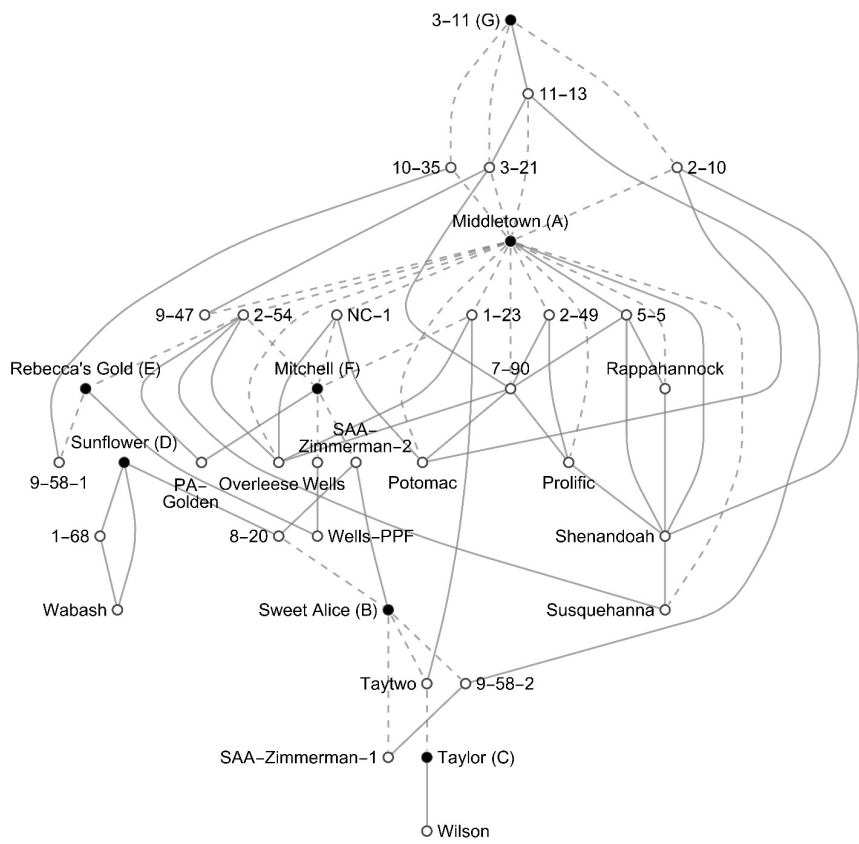 3−11 (G)
11−13
10−35
3−21
2−10
Middletown (A)
9−47
2−54
NC−1
1−23
2−49
5−5
Rebecca's Gold (E)
Mitchell (F)
7−90
Rappahannock
Sunflower (D)
SAA−
Zimmerman−2
9−58−1
PA−
Golden
Overleese
Wells
Potomac
Prolific
1−68
8−20
Wells−PPF
Shenandoah
Wabash
Sweet Alice (B)
Susquehanna
Taytwo
9−58−2
SAA−Zimmerman−1
Taylor (C)
Wilson